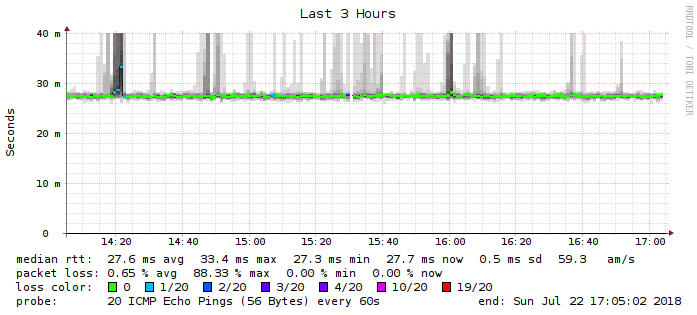 Last 3 Hours
RRDTOOL / TOBI OETIKER
Seconds
40 m
30 m
20 m
10 m
0
14:20 14:40 15:00 15:20 15:40 16:00 16:20 16:40 17:00
median rtt: 27.6 ms avg 33.4 ms max 27.3 ms min 27.7 ms now 0.5 ms sd 59.3 am/s
packet loss: 0.65 % avg 88.33 % max 0.00 % min 0.00 % now
loss color: 0 1/20 2/20 3/20 4/20 10/20 19/20
probe: 20 ICMP Echo Pings (56 Bytes) every 60s end: Sun Jul 22 17:05:02 2018